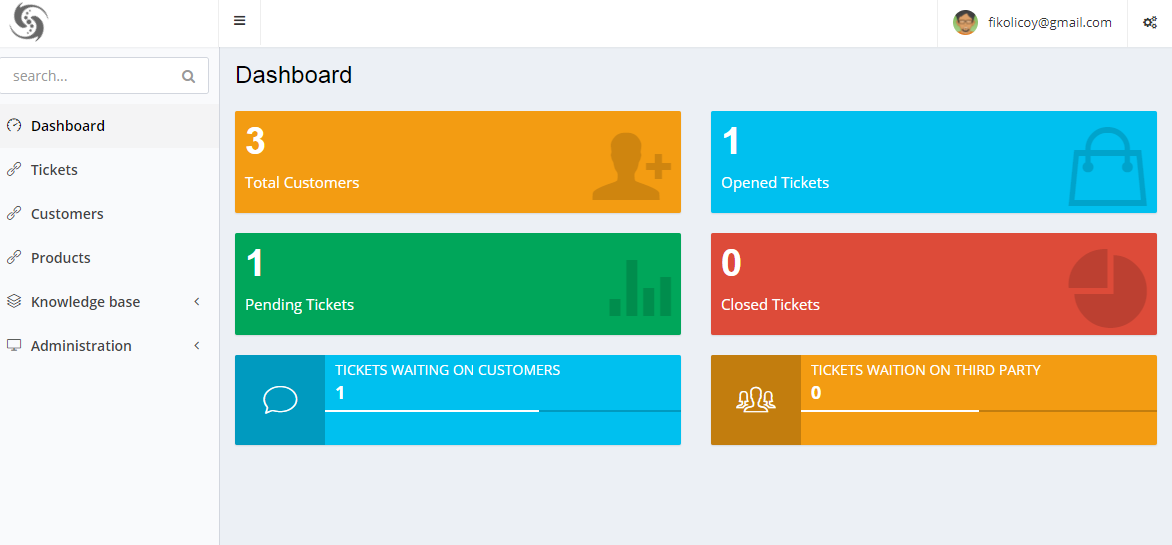 fikolicoy@gmail.com
search...
Dashboard
Tickets
Customers
Products
Knowledge base
Administration
Dashboard
3
Total Customers
1
Opened Tickets
1
Pending Tickets
0
Closed Tickets
TICKETS WAITING ON CUSTOMERS
1
TICKETS WAITION ON THIRD PARTY
0